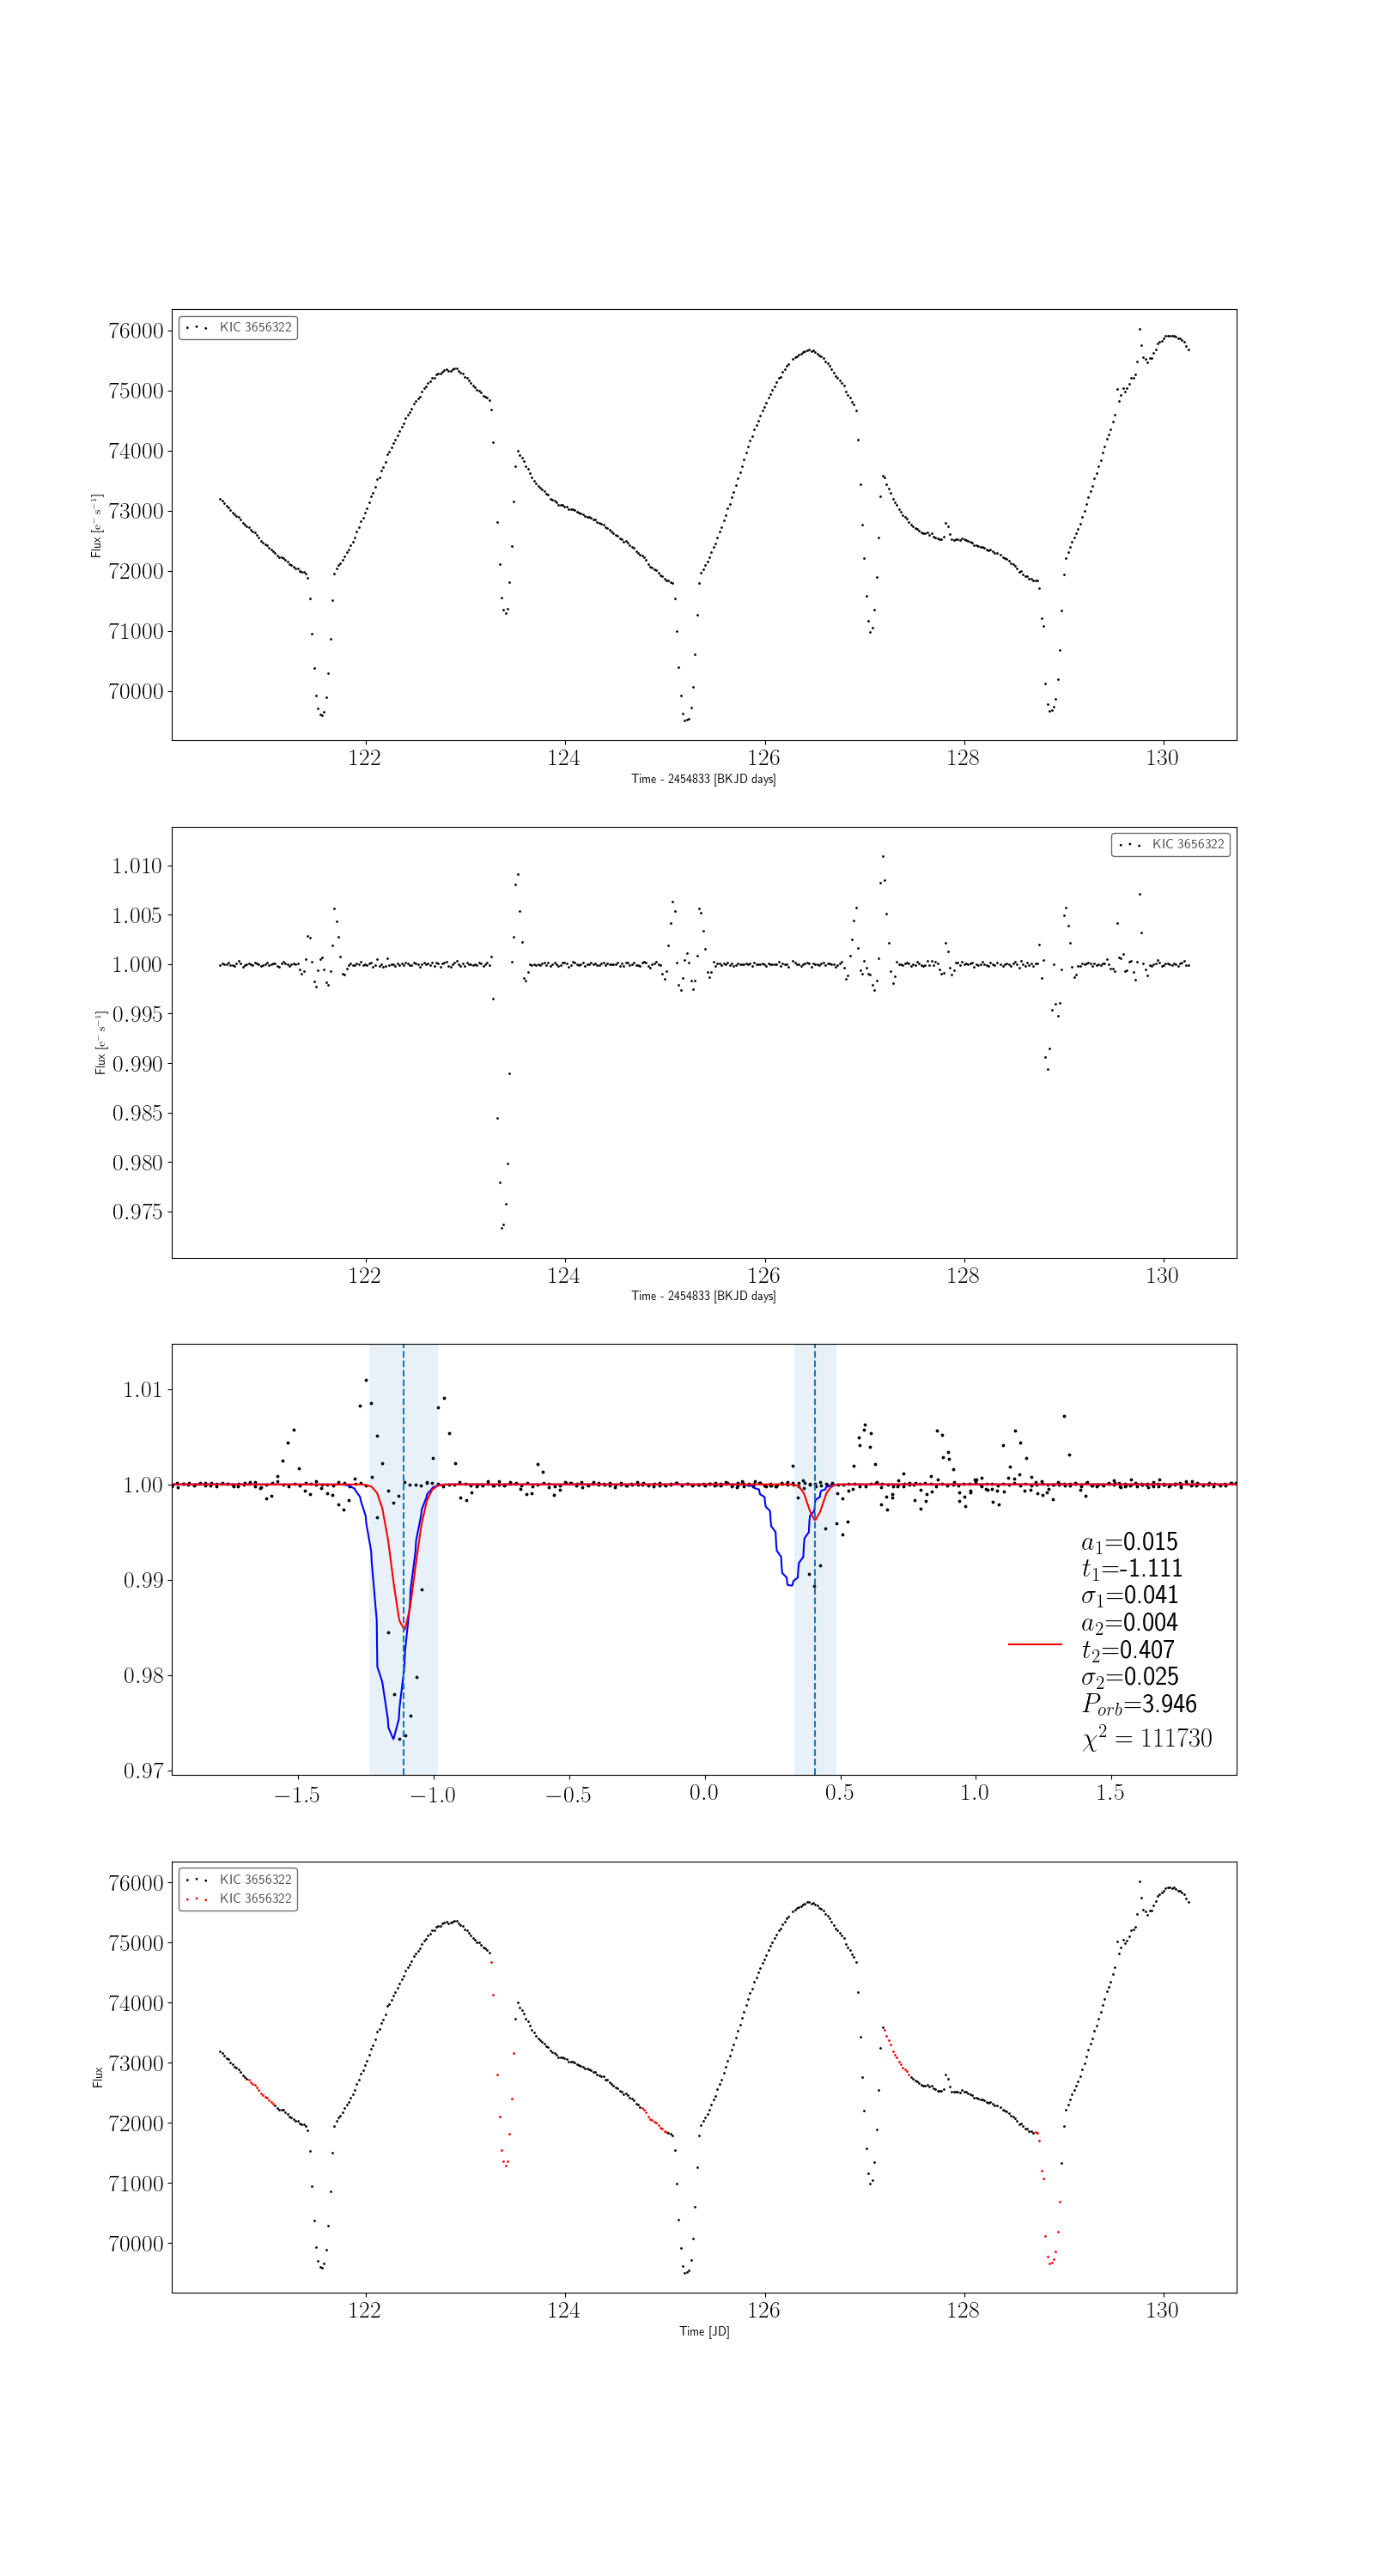 KIC 3656322
76000
75000
74000
73000
72000
71000
70000
Flux [e⁻ s⁻¹]
122 124 126 128 130
Time - 2454833 [BKJD days]
KIC 3656322
1.010
1.005
1.000
0.995
0.990
0.985
0.980
0.975
Flux [e⁻ s⁻¹]
122 124 126 128 130
Time - 2454833 [BKJD days]
1.01
1.00
0.99
0.98
0.97
a₁=0.015
t₁=-1.111
σ₁=0.041
a₂=0.004
t₂=0.407
σ₂=0.025
P_orb=3.946
χ² = 111730
−1.5 −1.0 −0.5 0.0 0.5 1.0 1.5
KIC 3656322
KIC 3656322
76000
75000
74000
73000
72000
71000
70000
Flux
122 124 126 128 130
Time [JD]